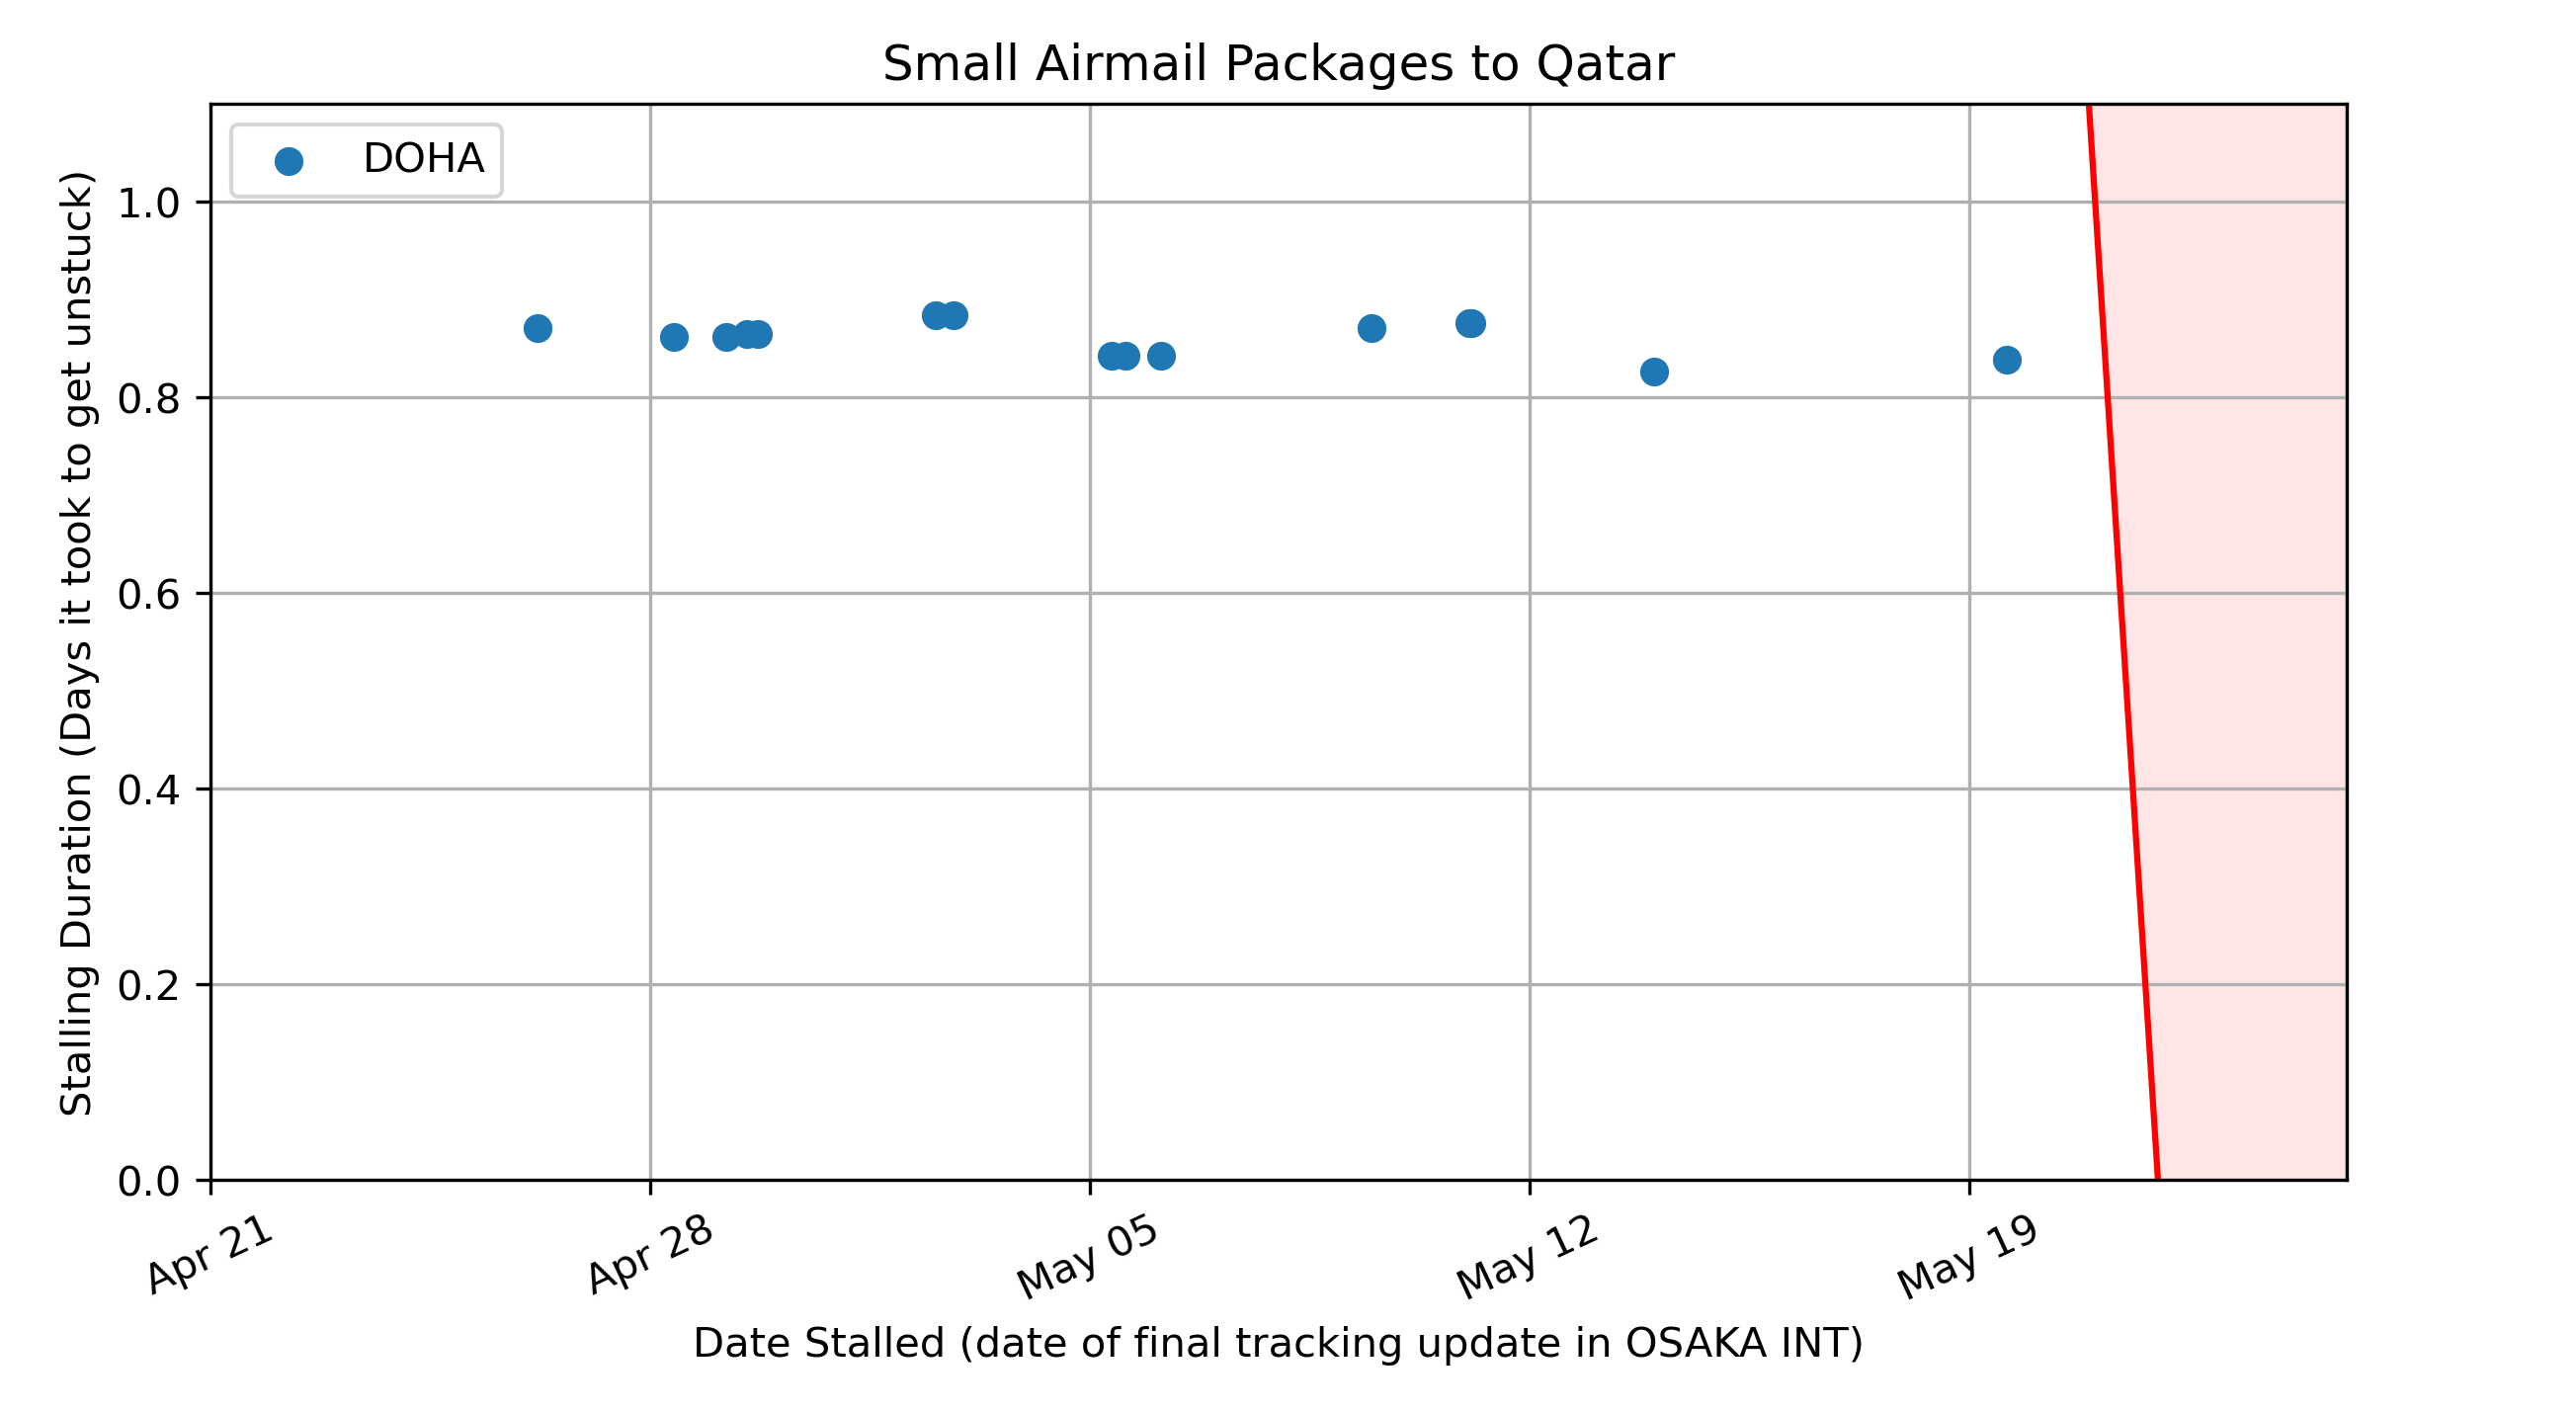 Small Airmail Packages to Qatar
DOHA
Stalling Duration (Days it took to get unstuck)
1.0
0.8
0.6
0.4
0.2
0.0
Apr 21
Apr 28
May 05
May 12
May 19
Date Stalled (date of final tracking update in OSAKA INT)